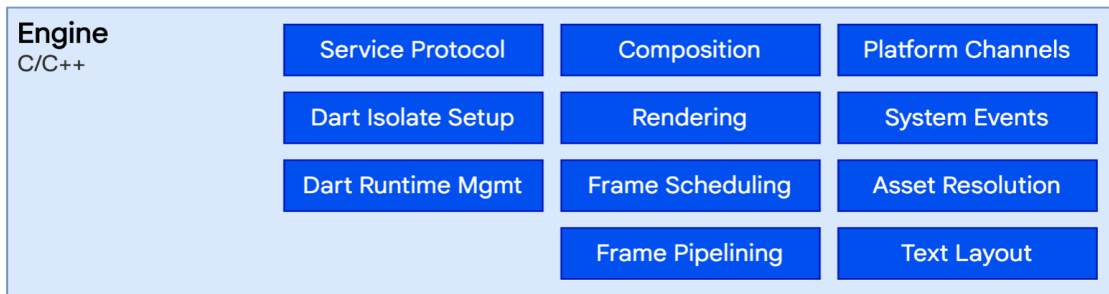 Engine
C/C++
Service Protocol
Composition
Platform Channels
Dart Isolate Setup
Rendering
System Events
Dart Runtime Mgmt
Frame Scheduling
Asset Resolution
Frame Pipelining
Text Layout